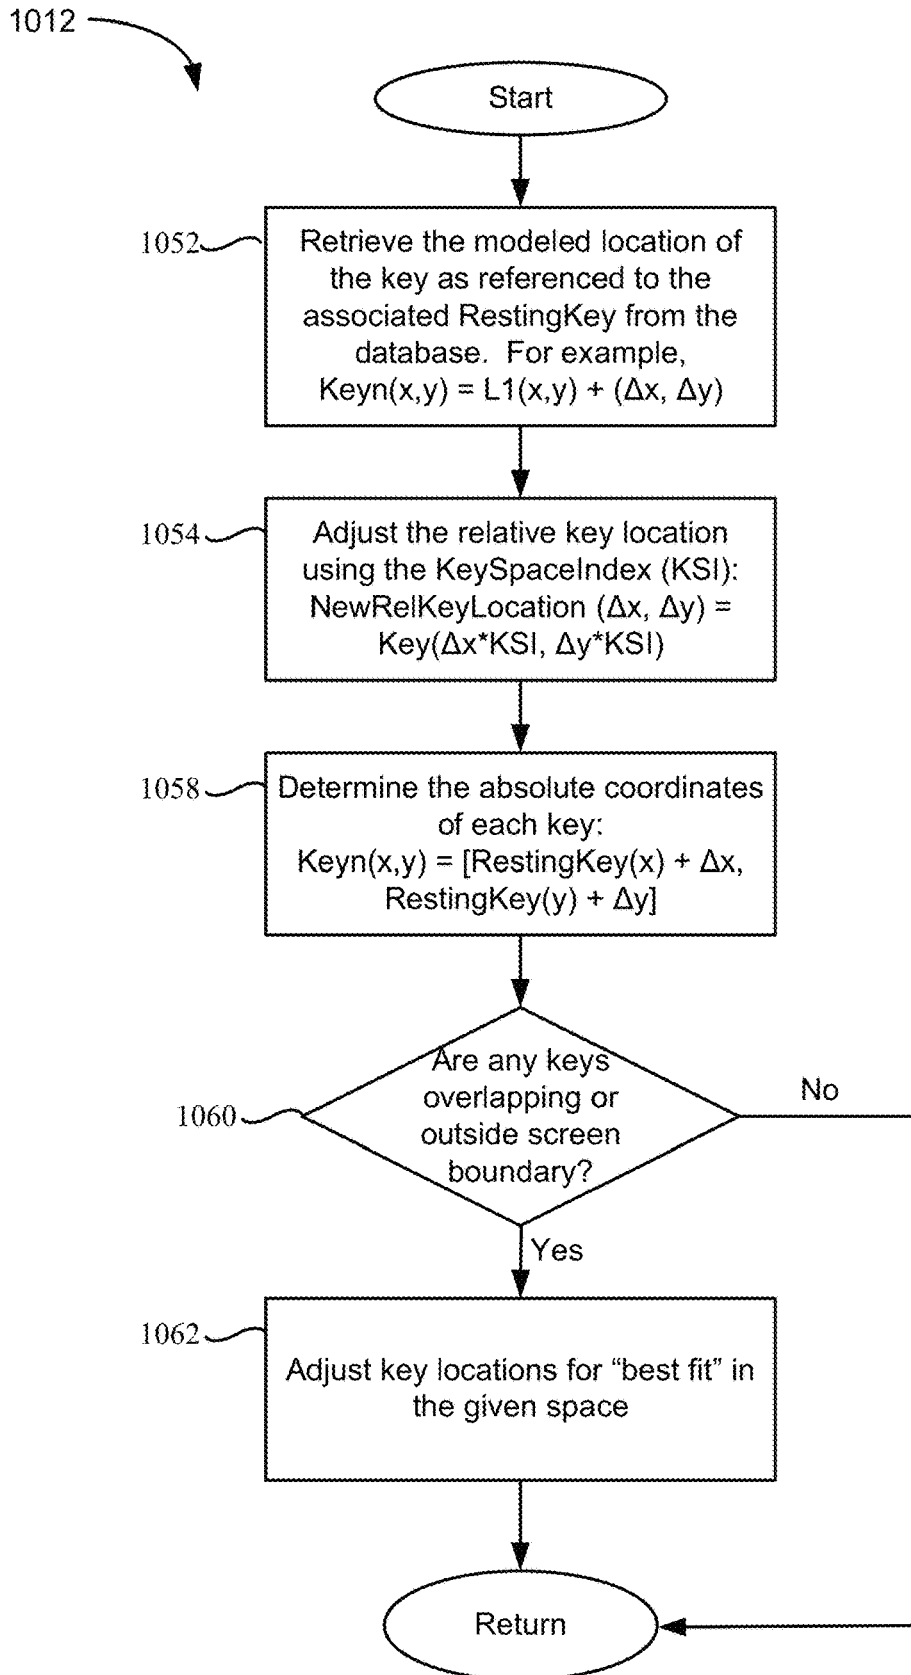 1012
Start
1052
Retrieve the modeled location of
the key as referenced to the
associated RestingKey from the
database. For example,
Keyn(x,y) = L1(x,y) + (Δx, Δy)
1054
Adjust the relative key location
using the KeySpaceIndex (KSI):
NewRelKeyLocation (Δx, Δy) =
Key(Δx*KSI, Δy*KSI)
1058
Determine the absolute coordinates
of each key:
Keyn(x,y) = [RestingKey(x) + Δx,
RestingKey(y) + Δy]
1060
Are any keys
overlapping or
outside screen
boundary?
No
Yes
1062
Adjust key locations for “best fit” in
the given space
Return